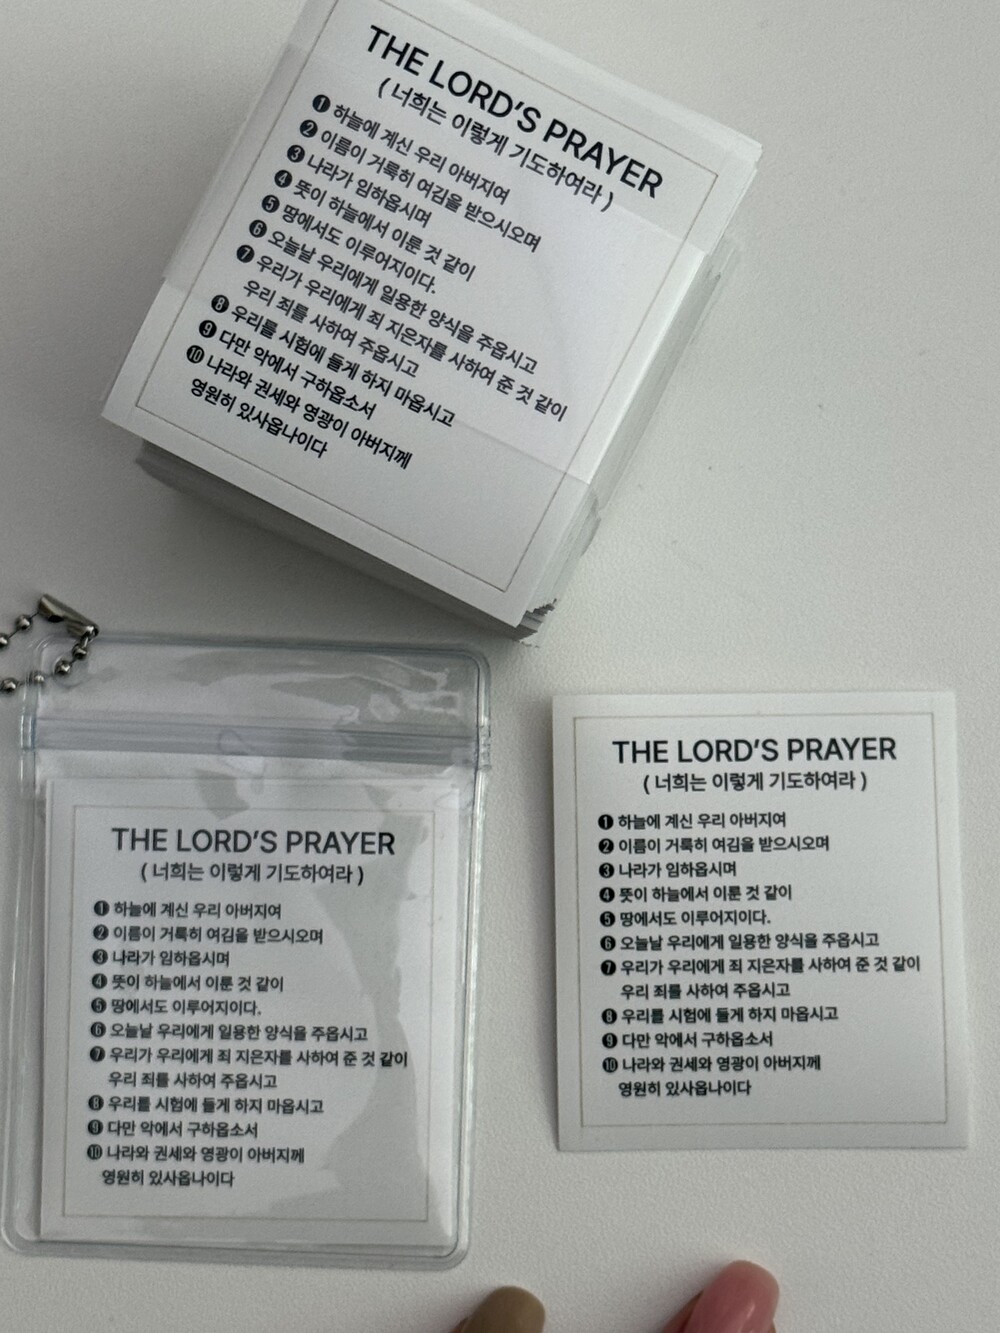 THE LORD'S PRAYER
( 너희는 이렇게 기도하여라 )
❶ 하늘에 계신 우리 아버지여
❷ 이름이 거룩히 여김을 받으시오며
❸ 나라가 임하옵시며
❹ 뜻이 하늘에서 이룬 것 같이
❺ 땅에서도 이루어지이다.
❻ 오늘날 우리에게 일용한 양식을 주옵시고
❼ 우리가 우리에게 죄 지은자를 사하여 준 것 같이
우리 죄를 사하여 주옵시고
❽ 우리를 시험에 들게 하지 마옵시고
❾ 다만 악에서 구하옵소서
❿ 나라와 권세와 영광이 아버지께
영원히 있사옵나이다
THE LORD'S PRAYER
( 너희는 이렇게 기도하여라 )
❶ 하늘에 계신 우리 아버지여
❷ 이름이 거룩히 여김을 받으시오며
❸ 나라가 임하옵시며
❹ 뜻이 하늘에서 이룬 것 같이
❺ 땅에서도 이루어지이다.
❻ 오늘날 우리에게 일용한 양식을 주옵시고
❼ 우리가 우리에게 죄 지은자를 사하여 준 것 같이
우리 죄를 사하여 주옵시고
❽ 우리를 시험에 들게 하지 마옵시고
❾ 다만 악에서 구하옵소서
❿ 나라와 권세와 영광이 아버지께
영원히 있사옵나이다
THE LORD'S PRAYER
( 너희는 이렇게 기도하여라 )
❶ 하늘에 계신 우리 아버지여
❷ 이름이 거룩히 여김을 받으시오며
❸ 나라가 임하옵시며
❹ 뜻이 하늘에서 이룬 것 같이
❺ 땅에서도 이루어지이다.
❻ 오늘날 우리에게 일용한 양식을 주옵시고
❼ 우리가 우리에게 죄 지은자를 사하여 준 것 같이
우리 죄를 사하여 주옵시고
❽ 우리를 시험에 들게 하지 마옵시고
❾ 다만 악에서 구하옵소서
❿ 나라와 권세와 영광이 아버지께
영원히 있사옵나이다